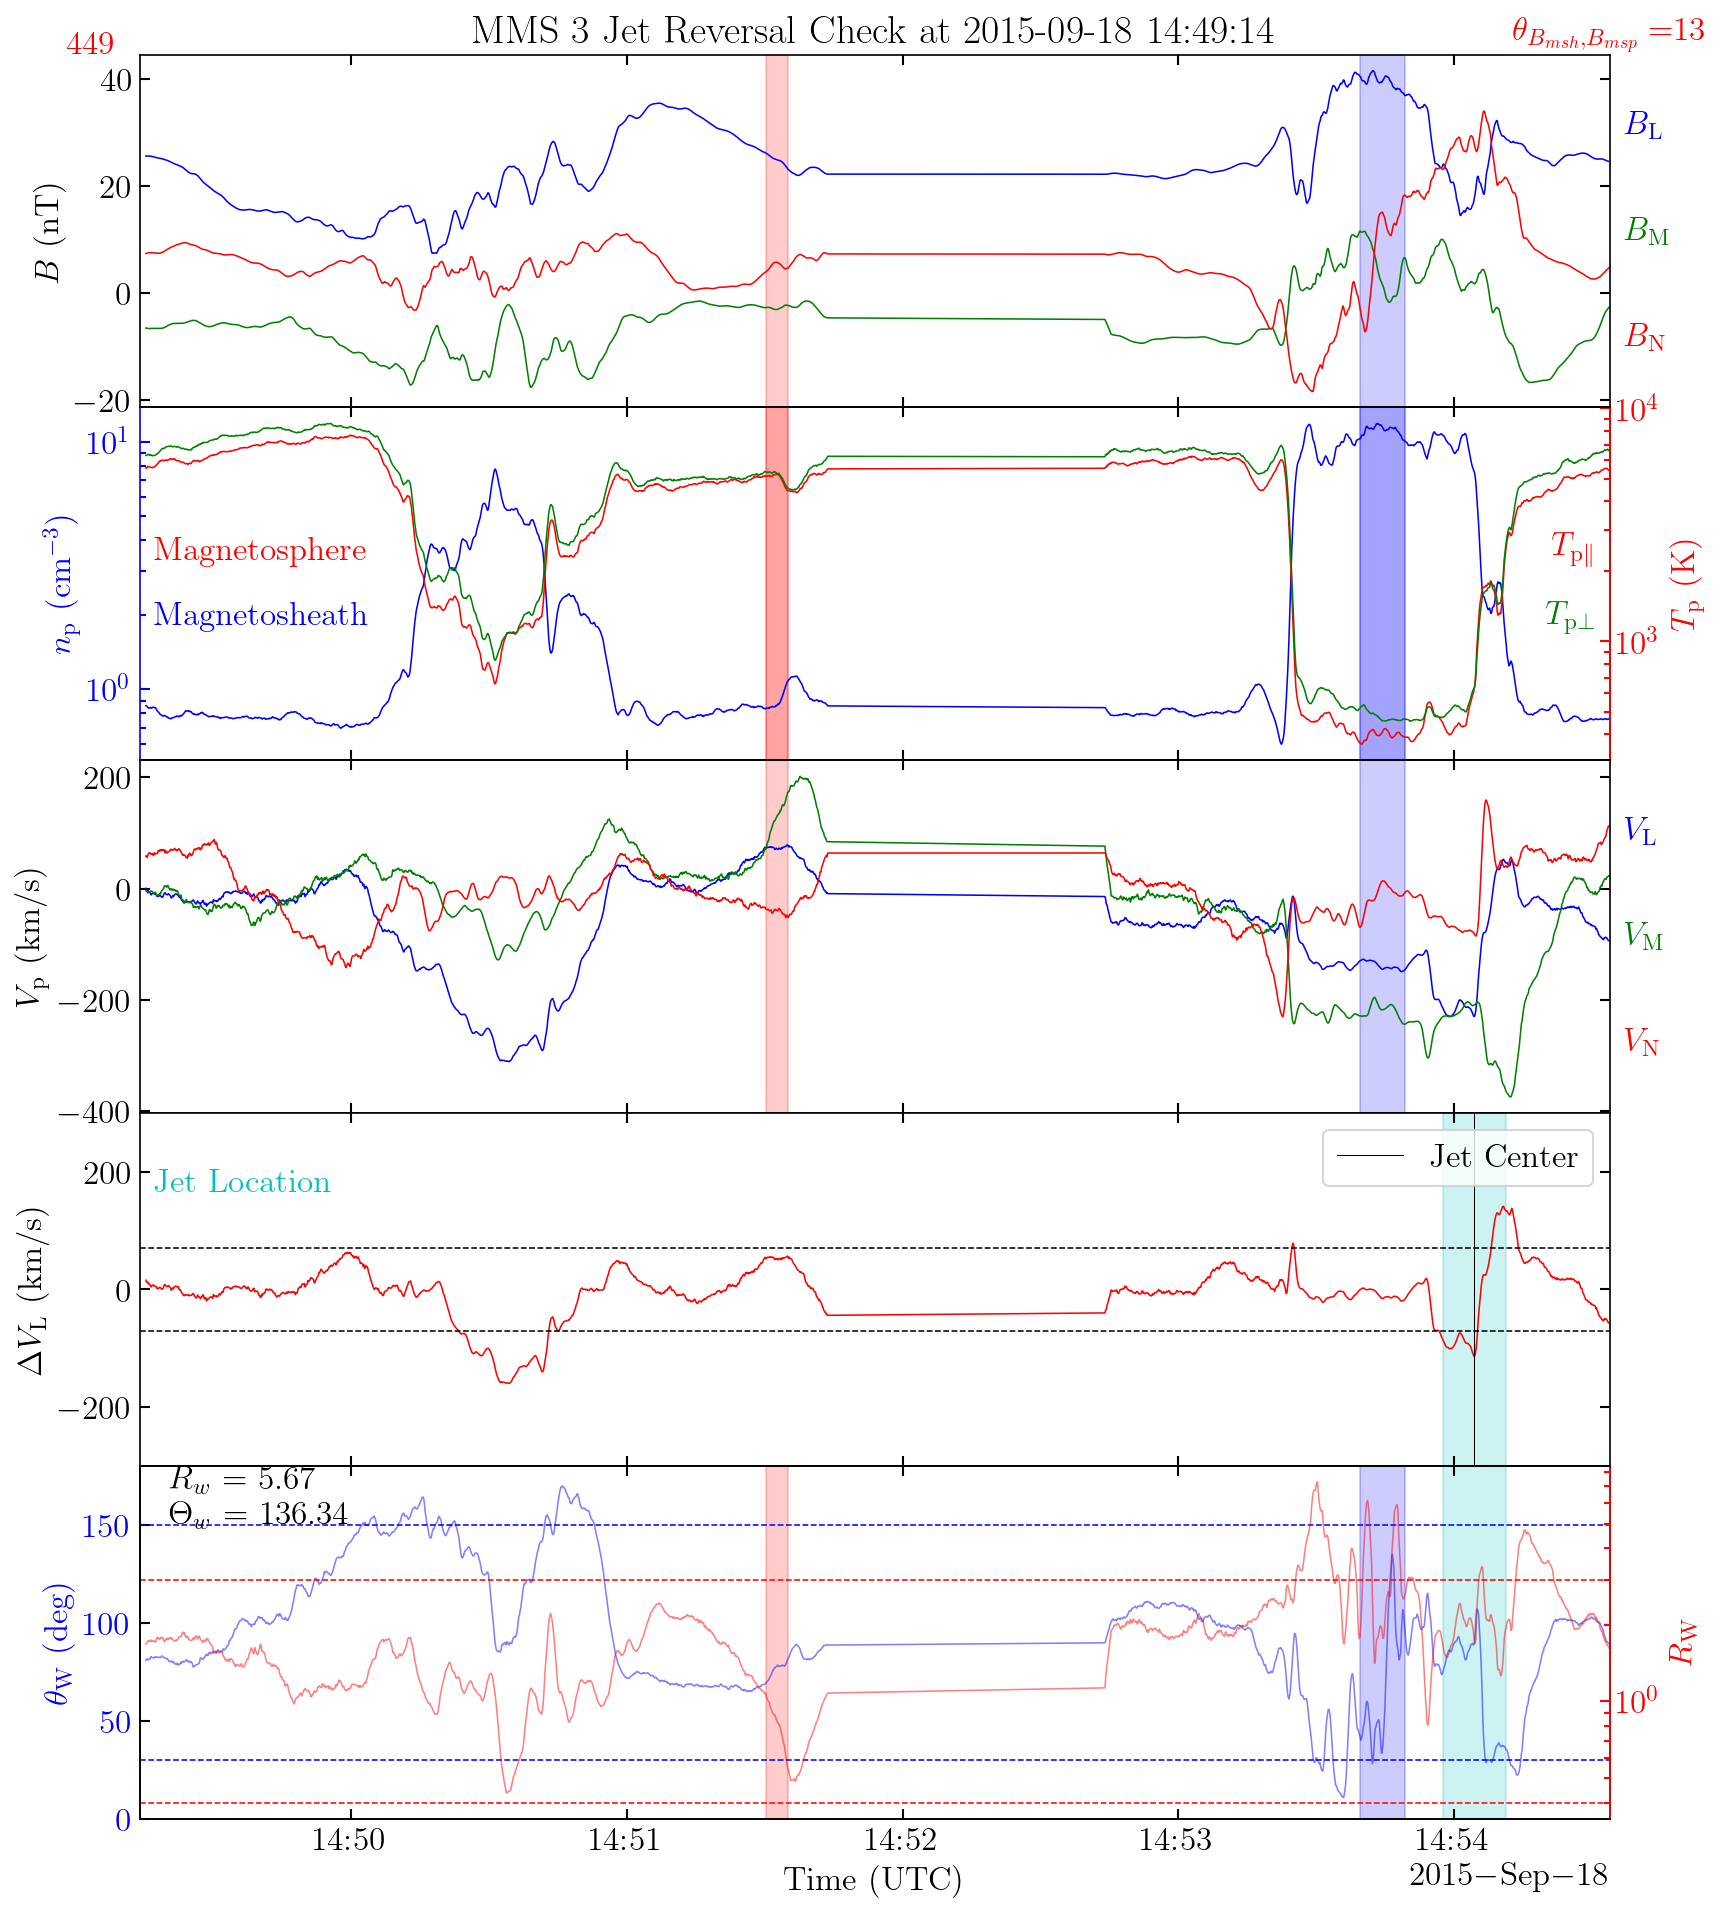 MMS 3 Jet Reversal Check at 2015-09-18 14:49:14
449
θ_{B_{msh},B_{msp}} =13
40
20
0
−20
B (nT)
B_L
B_M
B_N
10^1
10^0
n_p (cm^{−3})
Magnetosphere
Magnetosheath
10^4
10^3
T_{p∥}
T_{p⊥}
T_p (K)
200
0
−200
−400
V_p (km/s)
V_L
V_M
V_N
200
0
−200
ΔV_L (km/s)
Jet Location
Jet Center
R_w = 5.67
Θ_w = 136.34
150
100
50
0
θ_W (deg)
10^0
R_W
14:50
14:51
14:52
14:53
14:54
Time (UTC)
2015−Sep−18